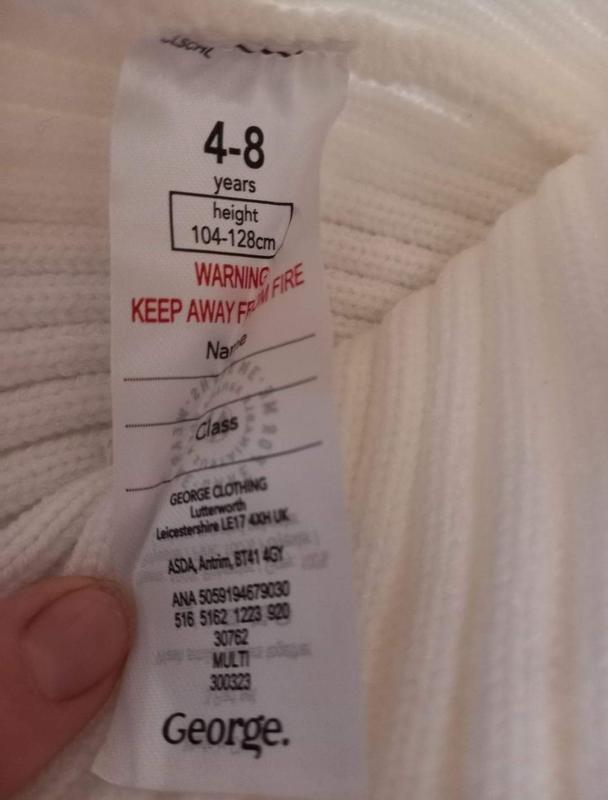 4-8
years
height
104-128cm
WARNING
KEEP AWAY FROM FIRE
Name
Class
GEORGE CLOTHING
Lutterworth
Leicestershire LE17 4XH UK
ASDA, Antrim, BT41 4GY
ANA 5059194679030
516 5162 1223 920
30762
MULTI
300323
George.